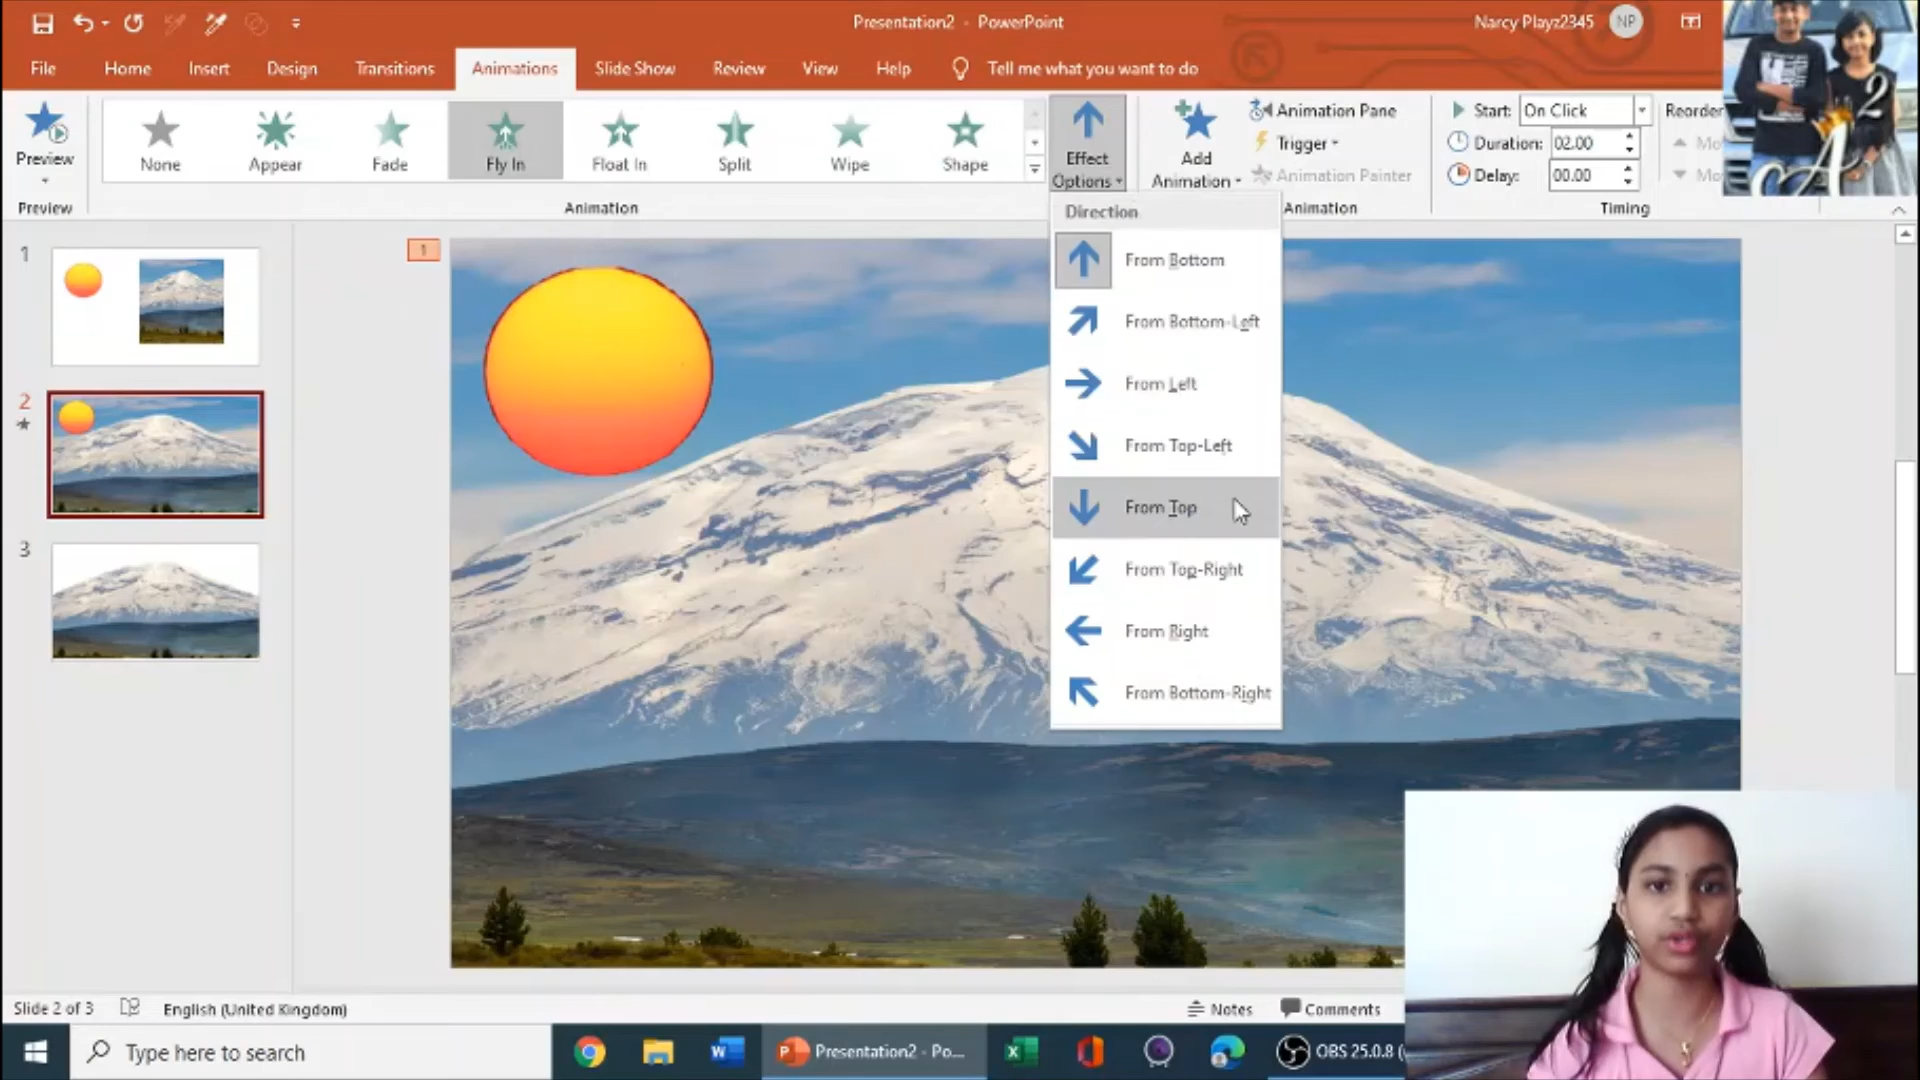 Presentation2 - PowerPoint
Narcy Playz2345
NP
File
Home
Insert
Design
Transitions
Animations
Slide Show
Review
View
Help
Tell me what you want to do
Preview
None
Appear
Fade
Fly In
Float In
Split
Wipe
Shape
Effect
Options
Add
Animation
Animation Pane
Trigger
Animation Painter
Start: On Click
Duration: 02.00
Delay: 00.00
Reorder
Mo
Mo
2
A
Preview
Animation
Animation
Timing
Direction
From Bottom
From Bottom-Left
From Left
From Top-Left
From Top
From Top-Right
From Right
From Bottom-Right
1
2
3
1
Slide 2 of 3
English (United Kingdom)
Notes
Comments
Type here to search
Presentation2 - Po...
OBS 25.0.8 (